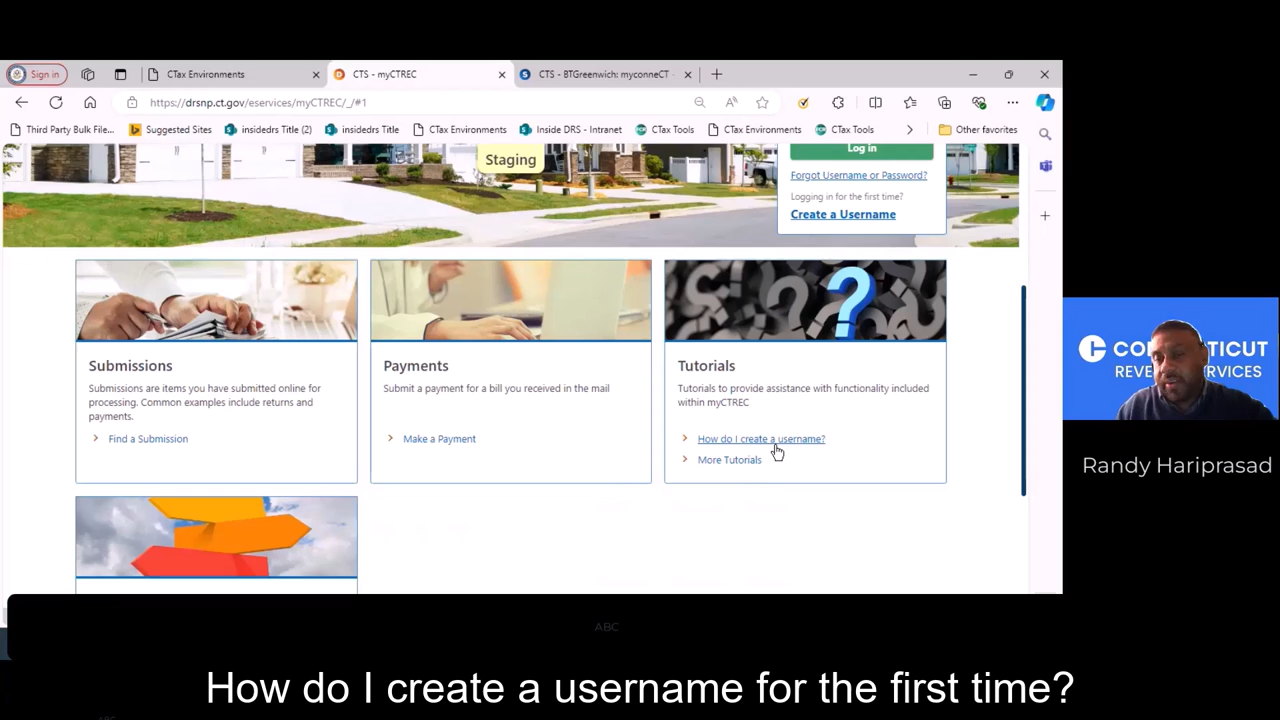 Sign in
CTax Environments
CTS - myCTREC
CTS - BTGreenwich: myconneCT
https://drsnp.ct.gov/eservices/myCTREC/_/#1
Third Party Bulk File...
Suggested Sites
insidedrs Title (2)
insidedrs Title
CTax Environments
Inside DRS - Intranet
CTax Tools
CTax Environments
CTax Tools
Other favorites
Staging
Log in
Forgot Username or Password?
Logging in for the first time?
Create a Username
Submissions
Submissions are items you have submitted online for
processing. Common examples include returns and
payments.
Find a Submission
Payments
Submit a payment for a bill you received in the mail
Make a Payment
Tutorials
Tutorials to provide assistance with functionality included
within myCTREC
How do I create a username?
More Tutorials
Randy Hariprasad
ABC
How do I create a username for the first time?